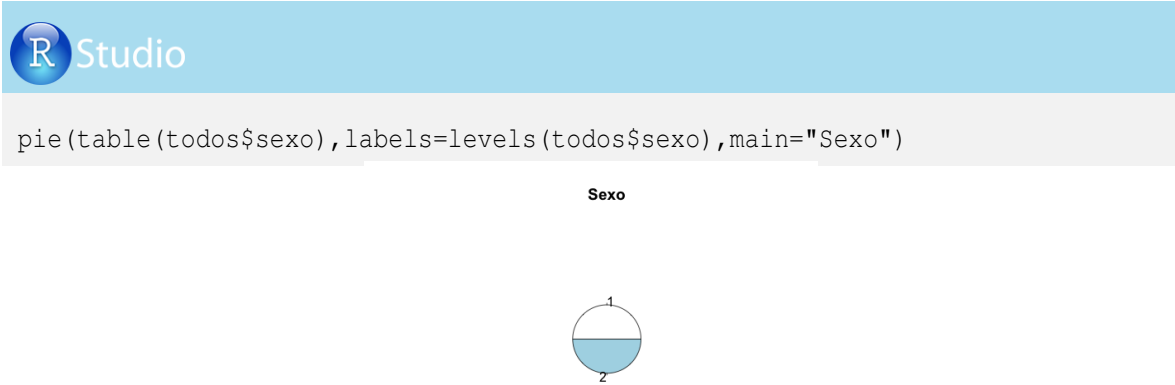 R Studio
pie(table(todos$sexo),labels=levels(todos$sexo),main="Sexo")
Sexo
1
2